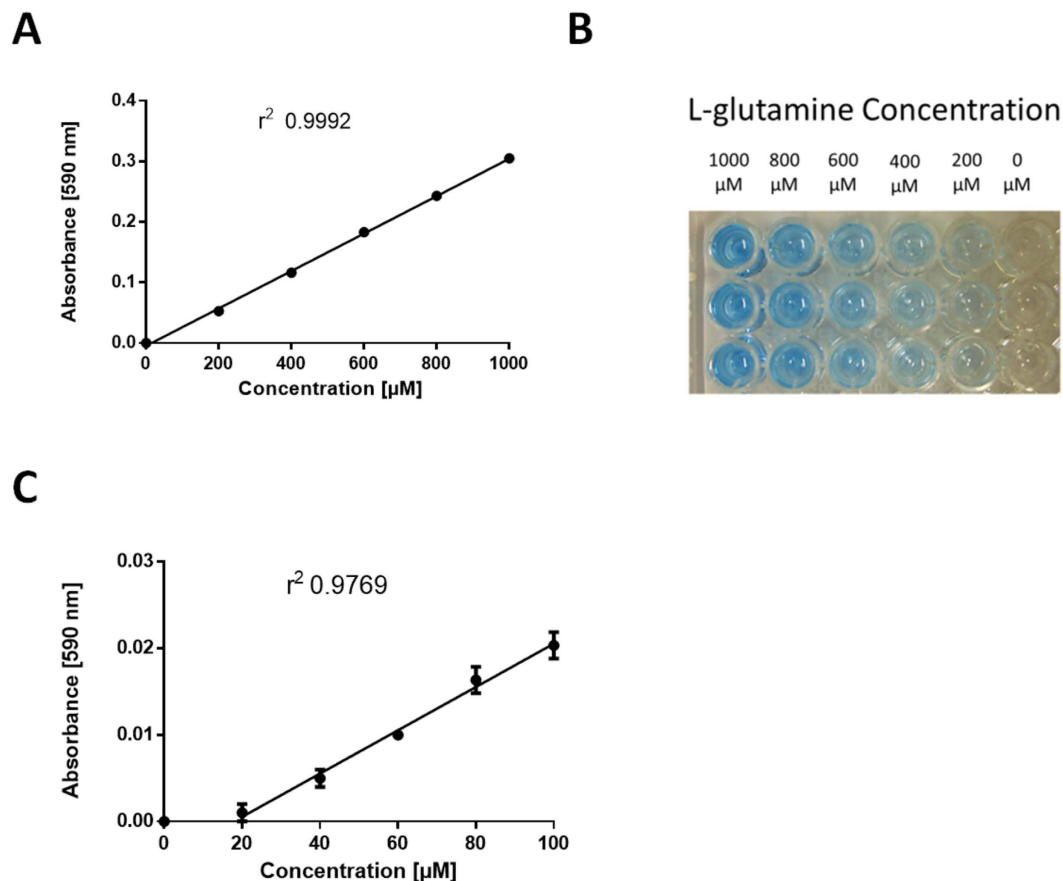 A
r² 0.9992
0.4
0.3
0.2
0.1
0.0
Absorbance [590 nm]
0 200 400 600 800 1000
Concentration [µM]
B
L-glutamine Concentration
1000 800 600 400 200 0
µM µM µM µM µM µM
C
r² 0.9769
0.03
0.02
0.01
0.00
Absorbance [590 nm]
0 20 40 60 80 100
Concentration [µM]